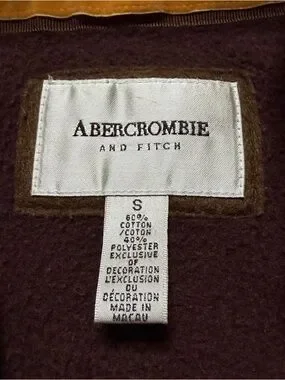 ABERCROMBIE
AND FITCH
S
60%
COTTON
/COTON
40%
POLYESTER
EXCLUSIVE
OF
DECORATION
L'EXCLUSION
DU
DÉCORATION
MADE IN
MACAU